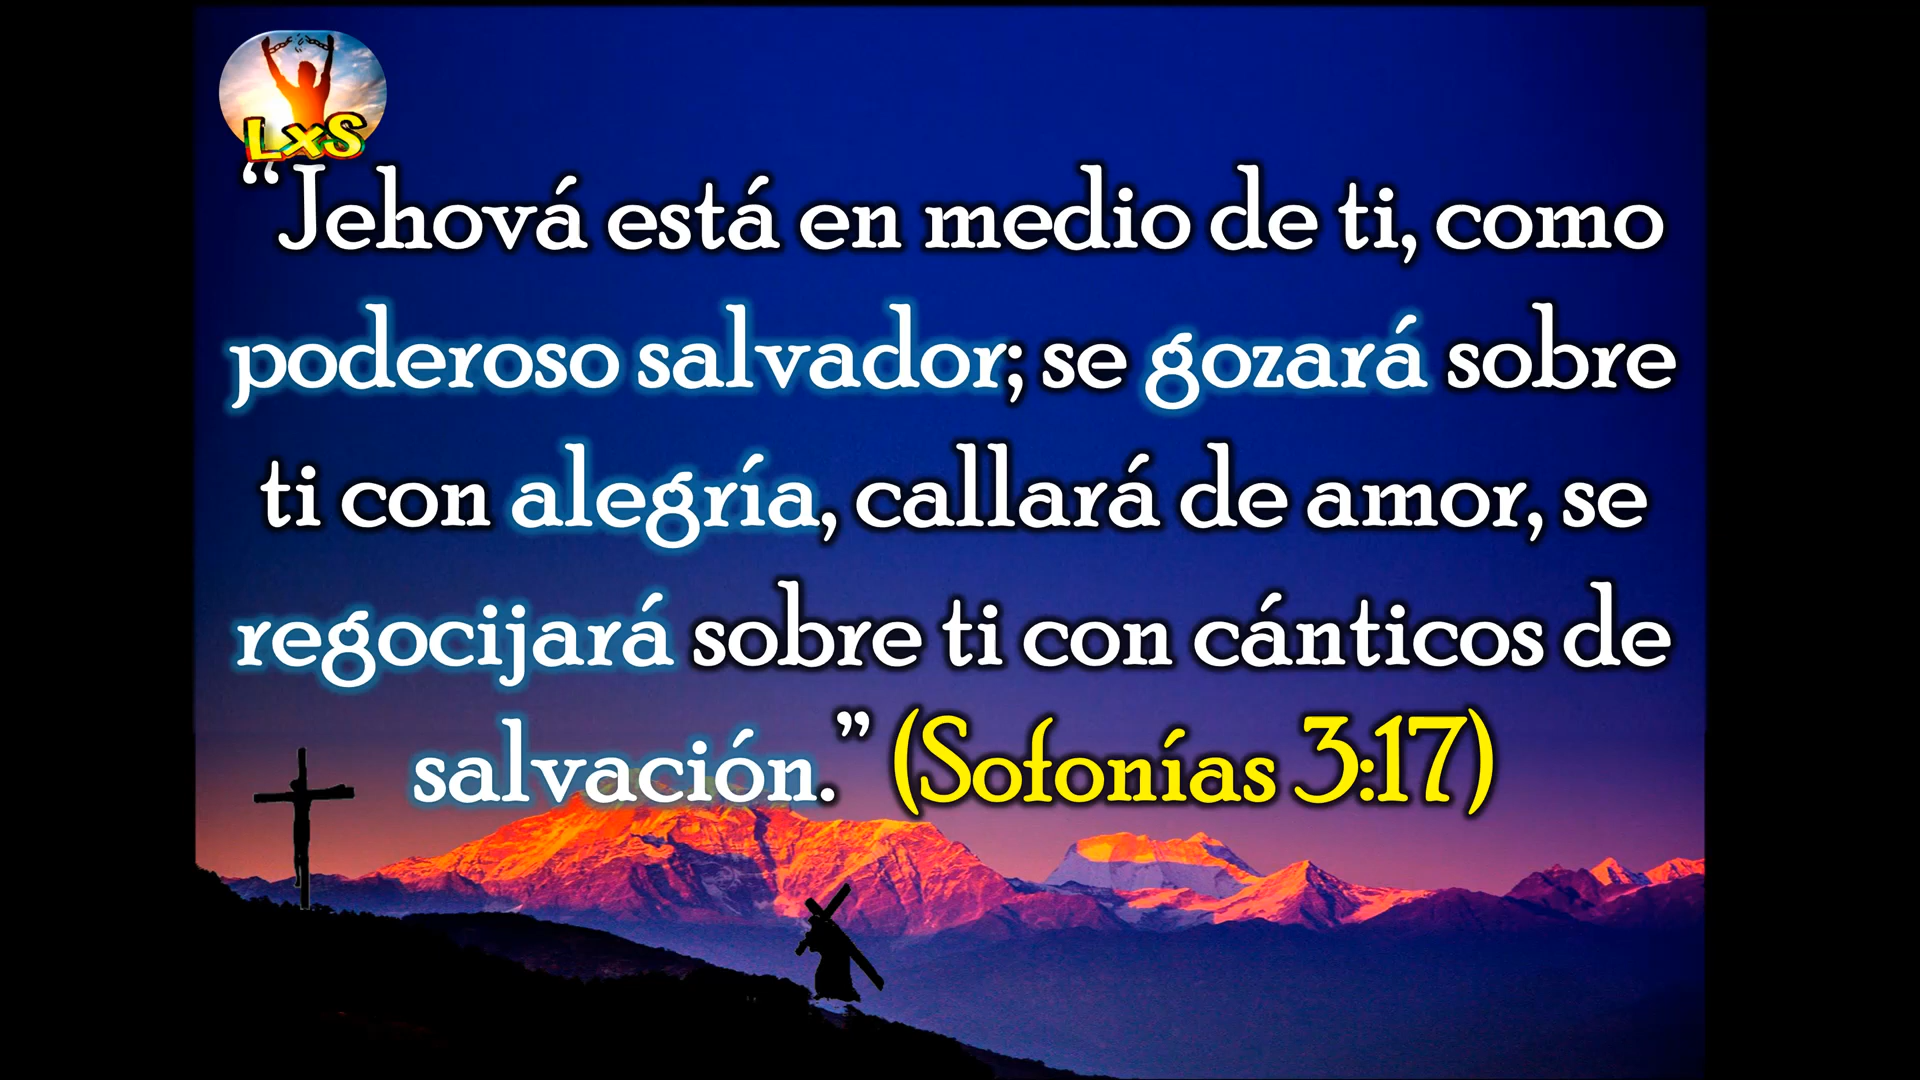 LxS
“Jehová está en medio de ti, como
poderoso salvador; se gozará sobre
ti con alegría, callará de amor, se
regocijará sobre ti con cánticos de
salvación.” (Sofonías 3:17)